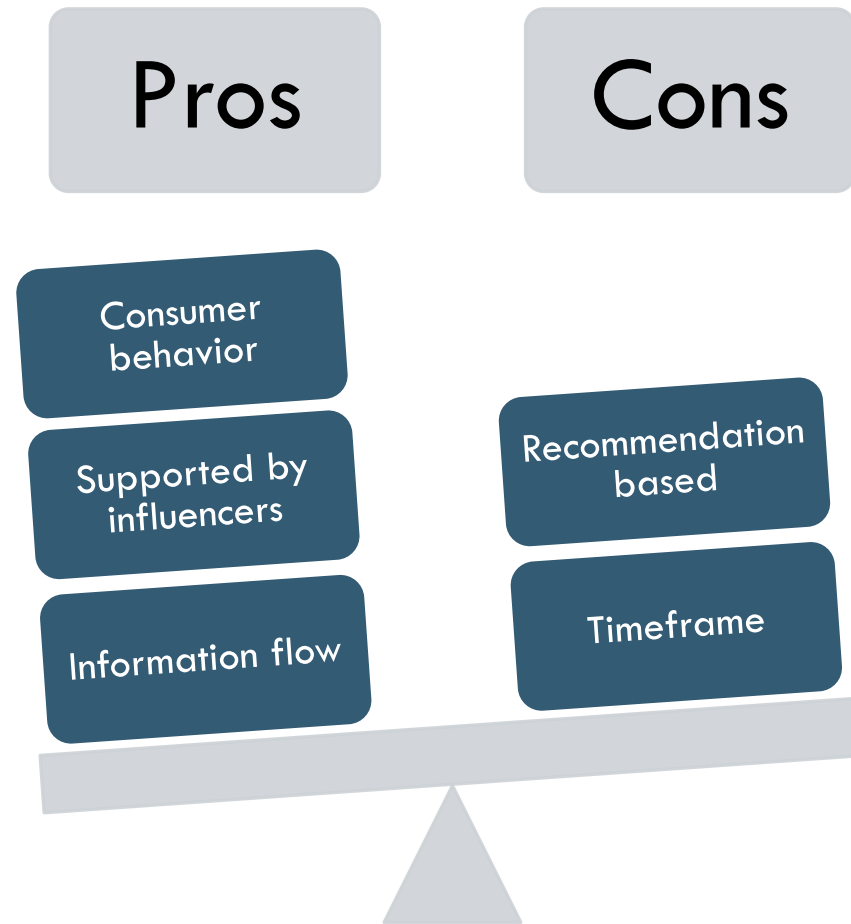 Pros
Cons
Consumer
behavior
Supported by
influencers
Information flow
Recommendation
based
Timeframe